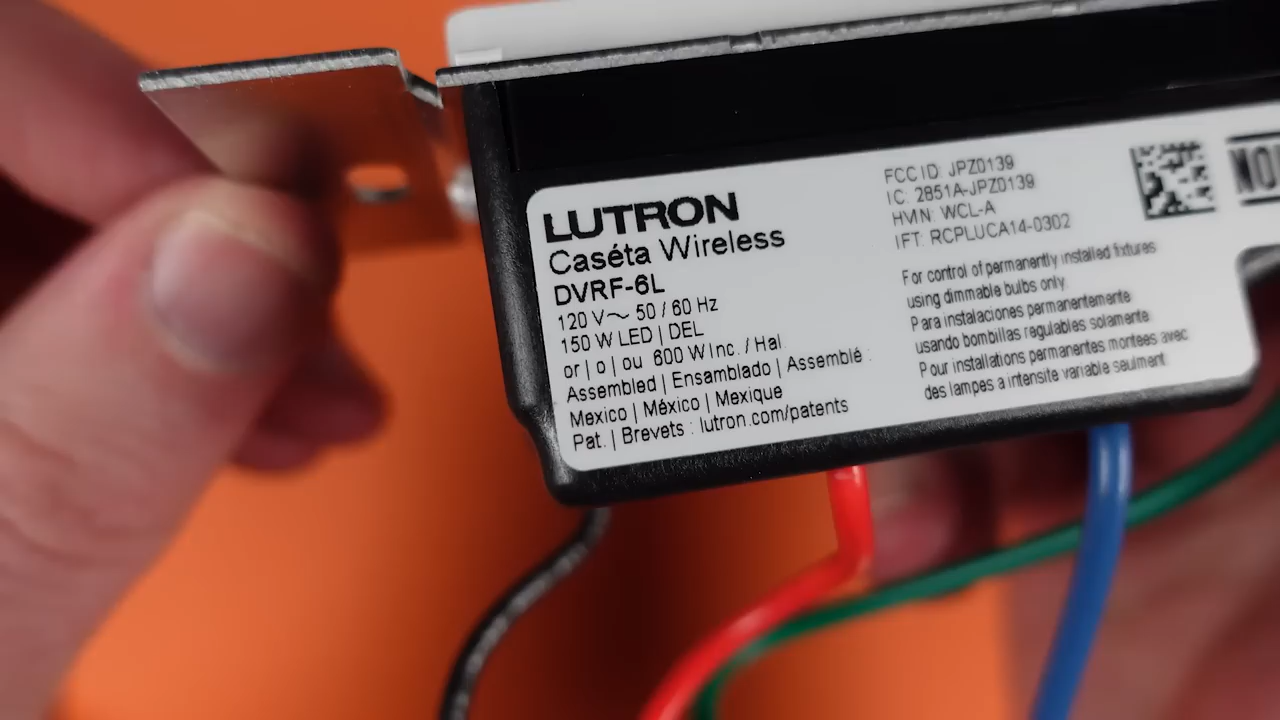 LUTRON
Caséta Wireless
DVRF-6L
120 V~ 50 / 60 Hz
150 W LED | DEL
or | o | ou 600 W Inc. / Hal.
Assembled | Ensamblado | Assemblé :
Mexico | México | Mexique
Pat. | Brevets : lutron.com/patents
FCC ID: JPZ0139
IC: 2851A-JPZ0139
HVIN: WCL-A
IFT: RCPLUCA14-0302
For control of permanently installed fixtures
using dimmable bulbs only
Para instalaciones permanentemente
usando bombillas regulables solamente
Pour installations permanentes montées avec
des lampes a intensite variable seulment